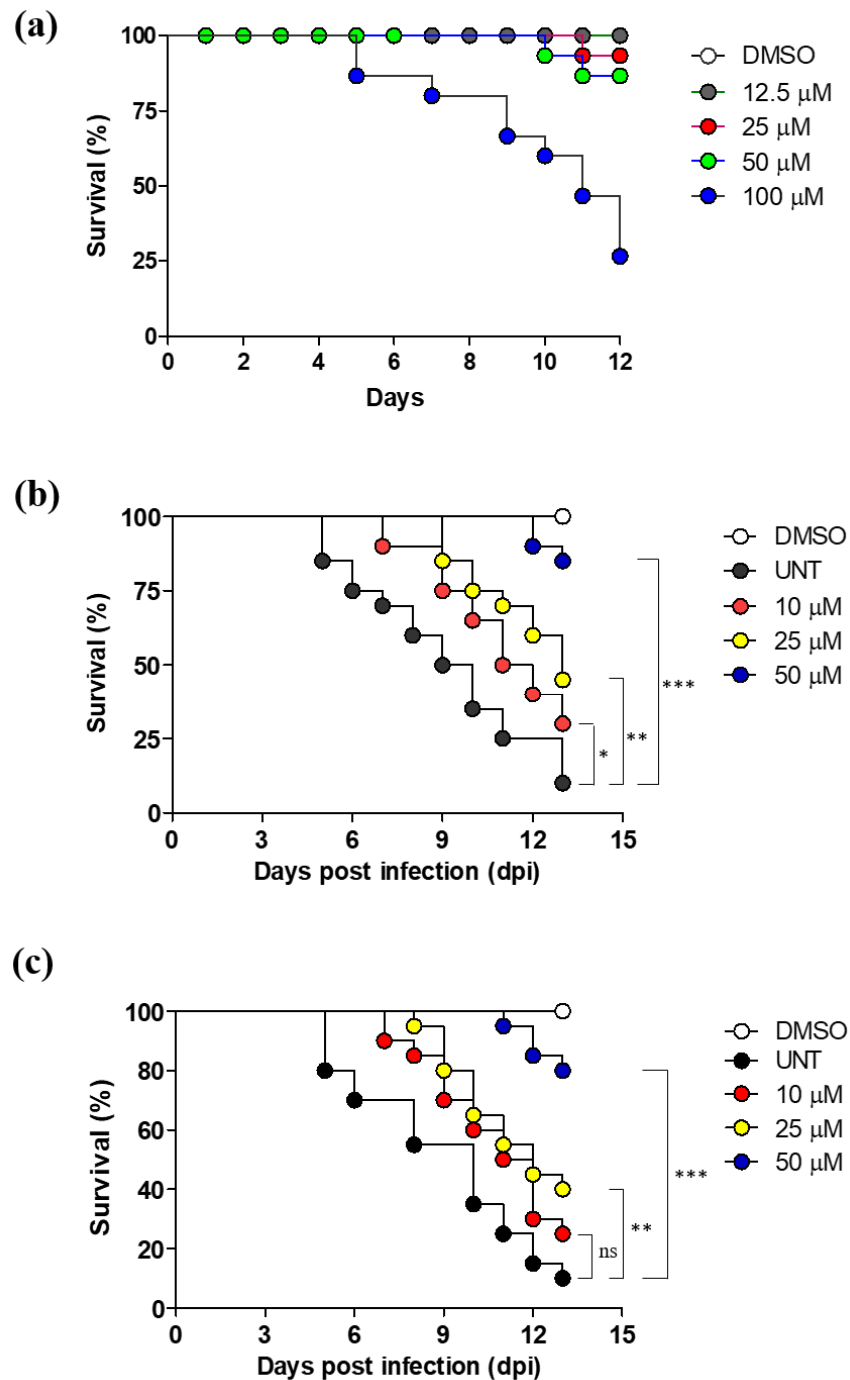 (a)
Survival (%)
100
75
50
25
0
0 2 4 6 8 10 12
Days
DMSO
12.5 μM
25 μM
50 μM
100 μM
(b)
Survival (%)
100
75
50
25
0
0 3 6 9 12 15
Days post infection (dpi)
DMSO
UNT
10 μM
25 μM
50 μM
*
**
***
(c)
Survival (%)
100
80
60
40
20
0
0 3 6 9 12 15
Days post infection (dpi)
DMSO
UNT
10 μM
25 μM
50 μM
ns
**
***